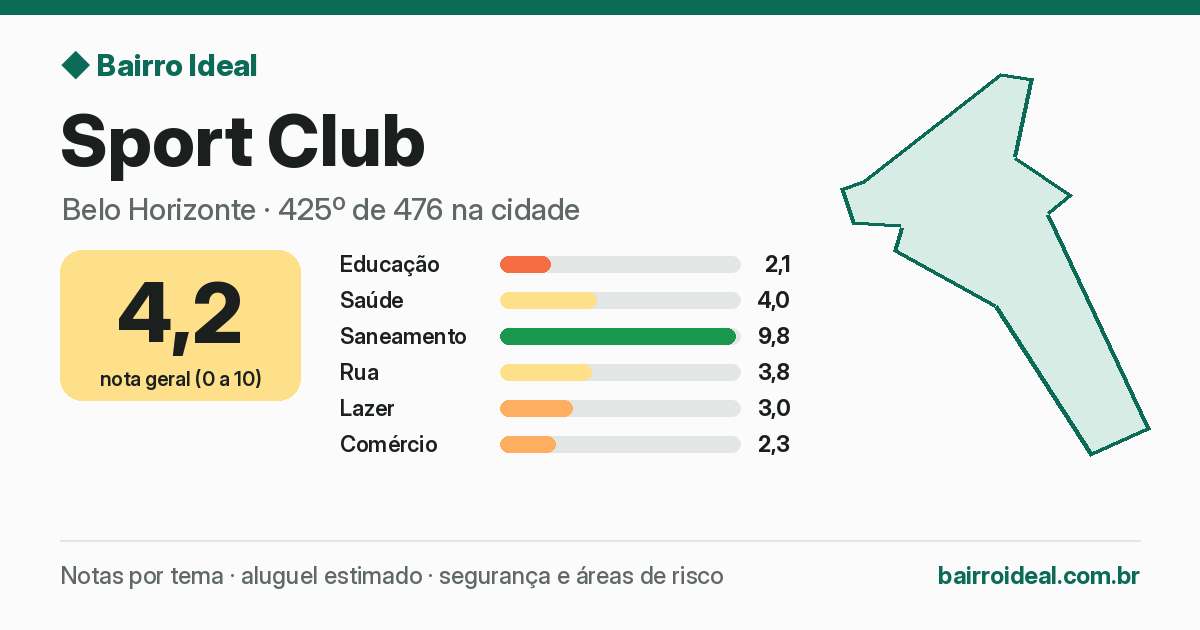 Bairro Ideal
Sport Club
Belo Horizonte · 425º de 476 na cidade
4,2
nota geral (0 a 10)
Educação 2,1
Saúde 4,0
Saneamento 9,8
Rua 3,8
Lazer 3,0
Comércio 2,3
Notas por tema · aluguel estimado · segurança e áreas de risco
bairroideal.com.br